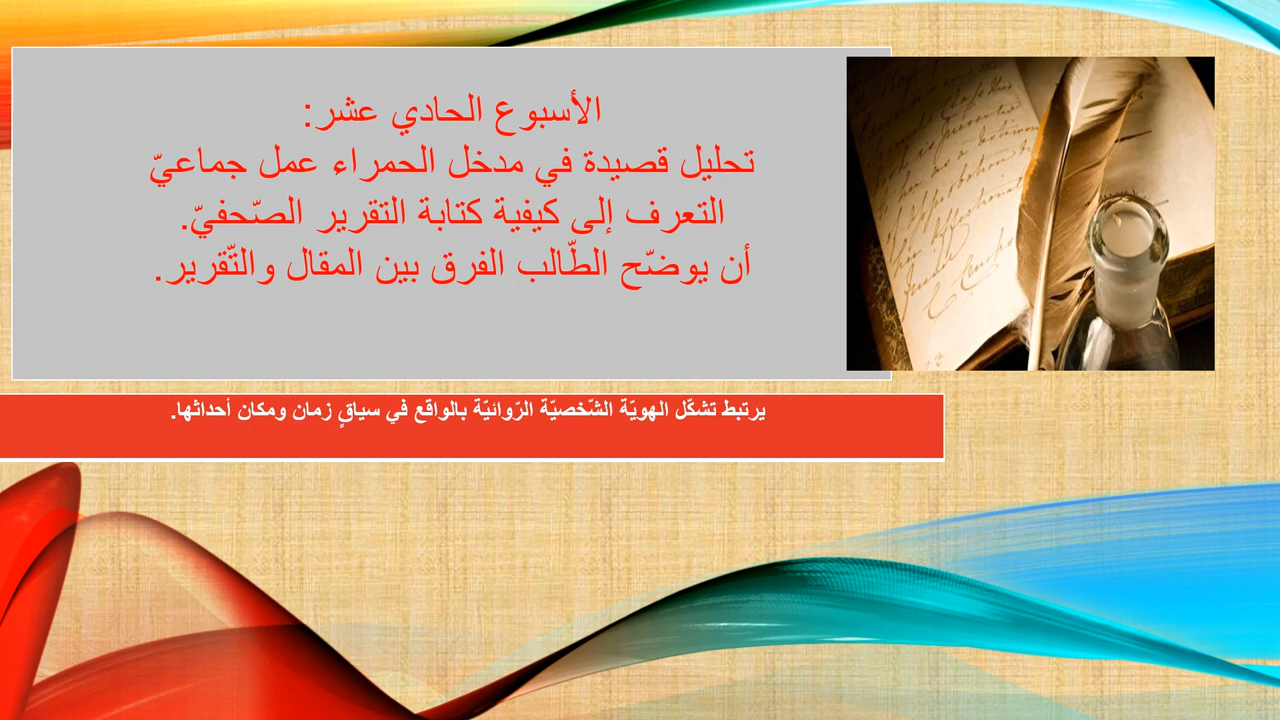 الأسبوع الحادي عشر:
تحليل قصيدة في مدخل الحمراء عمل جماعيّ
التعرف إلى كيفية كتابة التقرير الصّحفيّ.
أن يوضّح الطّالب الفرق بين المقال والتّقرير.
يرتبط تشكّل الهويّة الشّخصيّة الرّوائيّة بالواقع في سياقٍ زمان ومكان أحداثها.